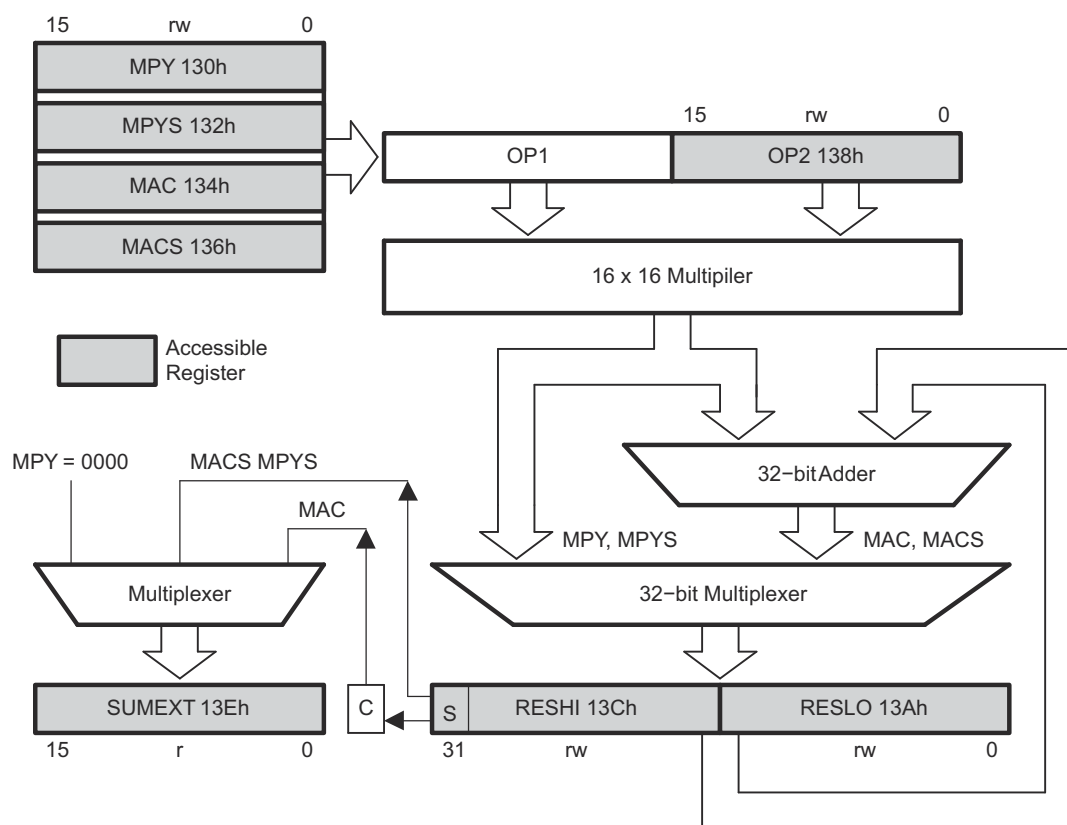 15 rw 0
MPY 130h
MPYS 132h
MAC 134h
MACS 136h
15 rw 0
OP1 OP2 138h
16 x 16 Multipiler
Accessible
Register
32−bit Adder
MPY = 0000 MACS MPYS
MAC
MPY, MPYS MAC, MACS
Multiplexer
32−bit Multiplexer
SUMEXT 13Eh C S RESHI 13Ch RESLO 13Ah
15 r 0 31 rw rw 0